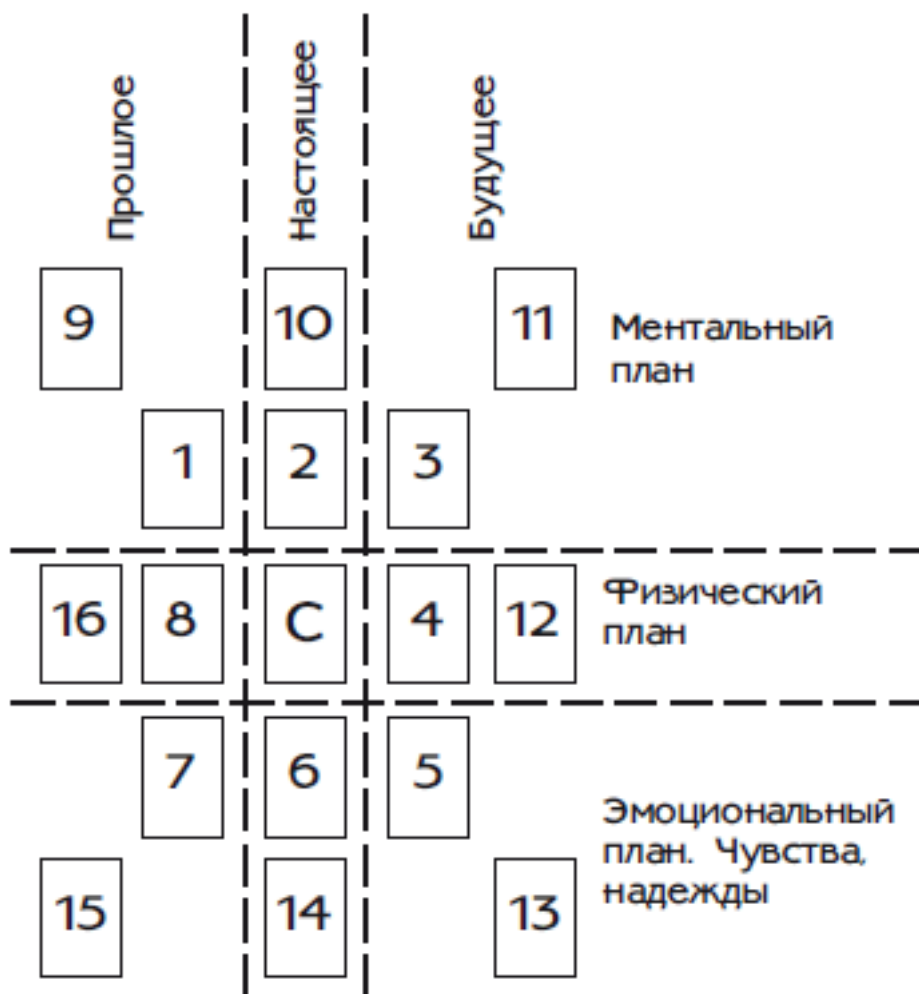 Прошлое
Настоящее
Будущее
9 10 11 Ментальный
план
1 2 3
16 8 C 4 12 Физический
план
7 6 5
Эмоциональный
план. Чувства,
надежды
15 14 13